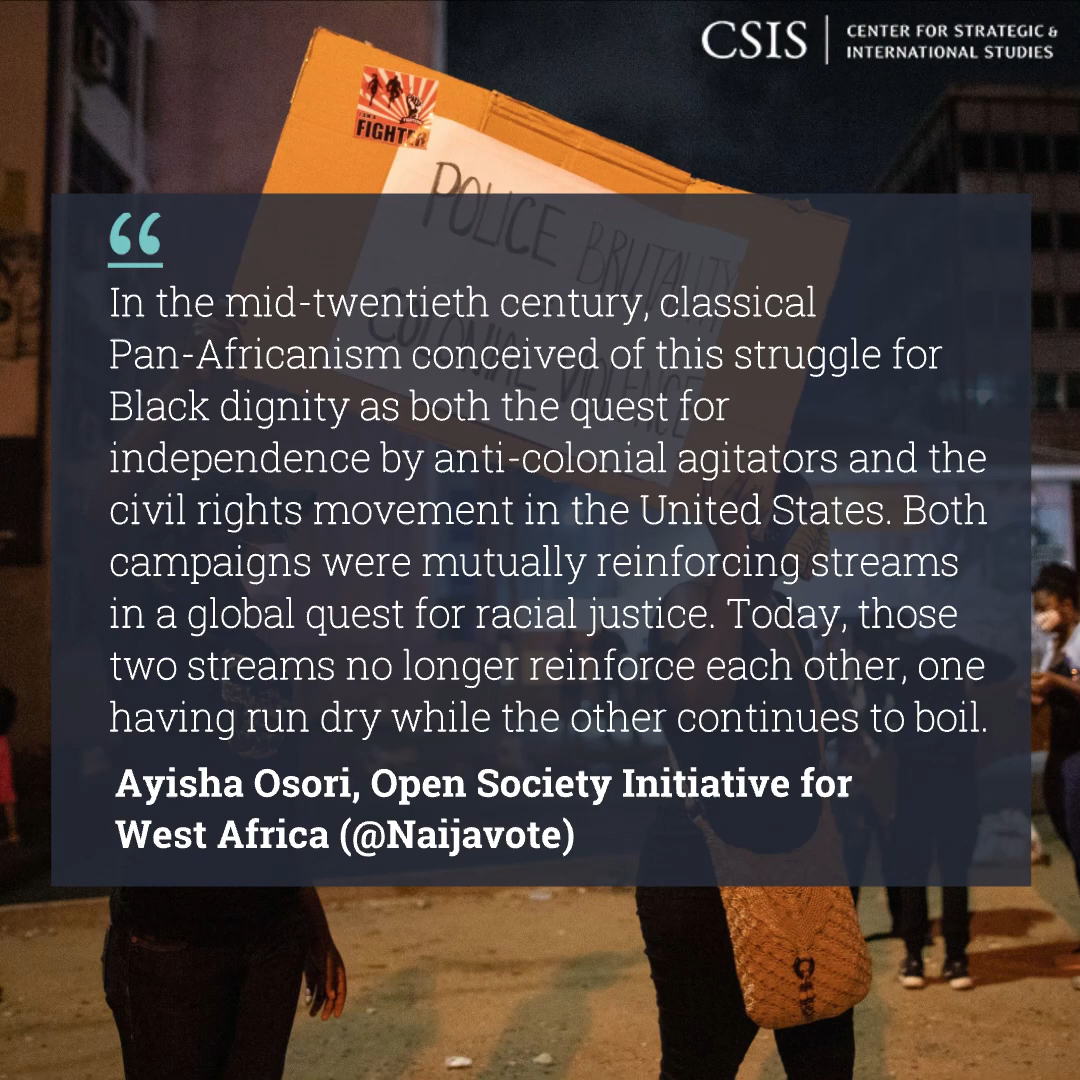 CSIS
CENTER FOR STRATEGIC &
INTERNATIONAL STUDIES
FIGHTER
POLICE BRUTALITY
COLONIAL VIOLENCE
“
In the mid-twentieth century, classical
Pan-Africanism conceived of this struggle for
Black dignity as both the quest for
independence by anti-colonial agitators and the
civil rights movement in the United States. Both
campaigns were mutually reinforcing streams
in a global quest for racial justice. Today, those
two streams no longer reinforce each other, one
having run dry while the other continues to boil.
Ayisha Osori, Open Society Initiative for
West Africa (@Naijavote)